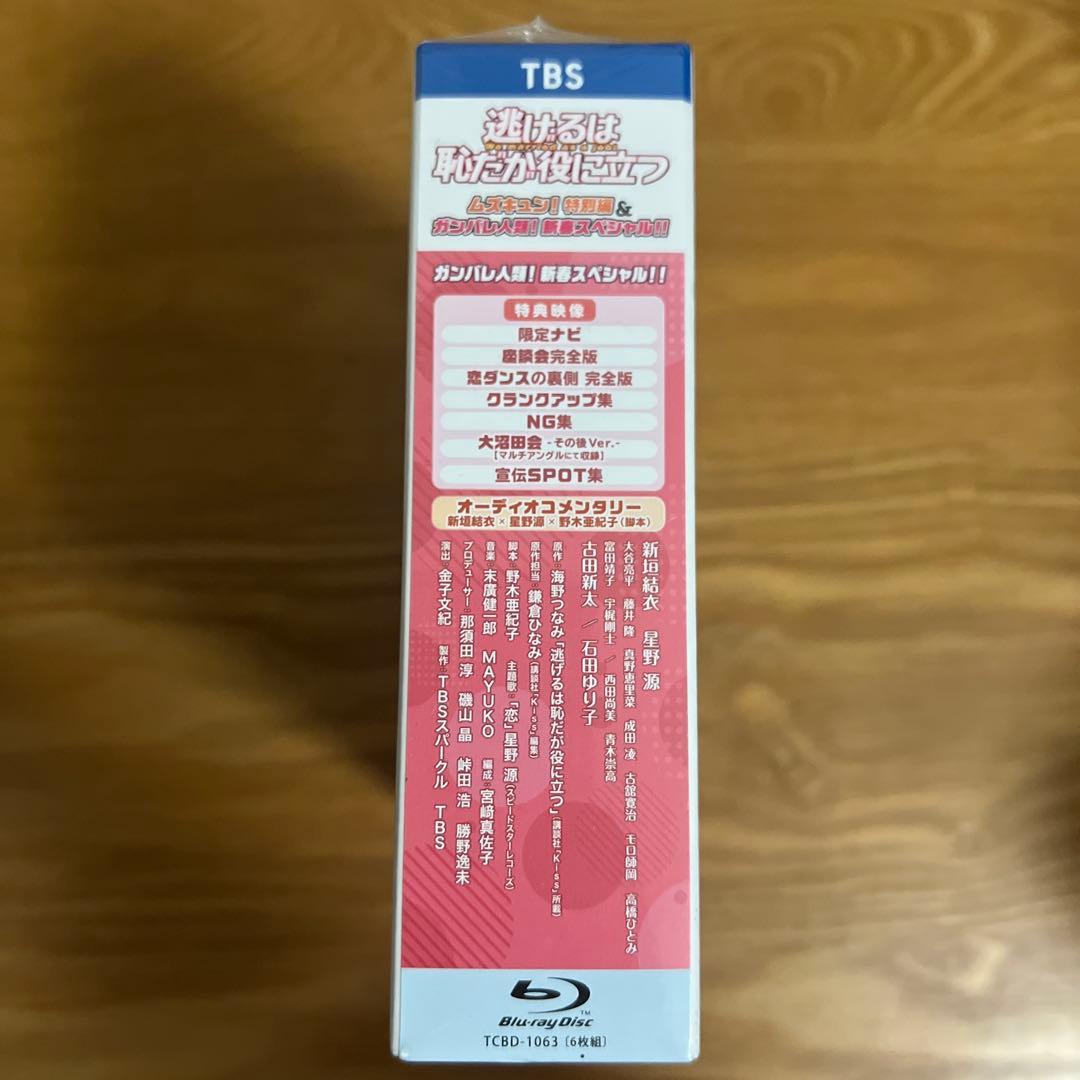 TBS
逃げるは
We married as a job!
恥だが役に立つ
ムズキュン!特別編&
ガンバレ人類!新春スペシャル!!
ガンバレ人類!新春スペシャル!!
特典映像
限定ナビ
座談会完全版
恋ダンスの裏側 完全版
クランクアップ集
NG集
大沼田会 -その後Ver.-
【マルチアングルにて収録】
宣伝SPOT集
オーディオコメンタリー
新垣結衣×星野源×野木亜紀子(脚本)
新垣結衣 星野 源
大谷亮平 藤井 隆 真野恵里菜 成田 凌 古舘寛治 モロ師岡 高橋ひとみ
富田靖子 宇梶剛士 / 西田尚美 青木崇高
古田新太 / 石田ゆり子
原作:海野つなみ「逃げるは恥だが役に立つ」(講談社「Kiss」所載)
原作担当:鎌倉ひなみ(講談社「Kiss」編集)
脚本:野木亜紀子 主題歌:「恋」星野 源(スピードスターレコーズ)
音楽:末廣健一郎 MAYUKO 編成:宮﨑真佐子
プロデューサー:那須田 淳 磯山 晶 峠田 浩 勝野逸未
演出:金子文紀 製作:TBSスパークル TBS
Blu-ray Disc TM
TCBD-1063〔6枚組〕